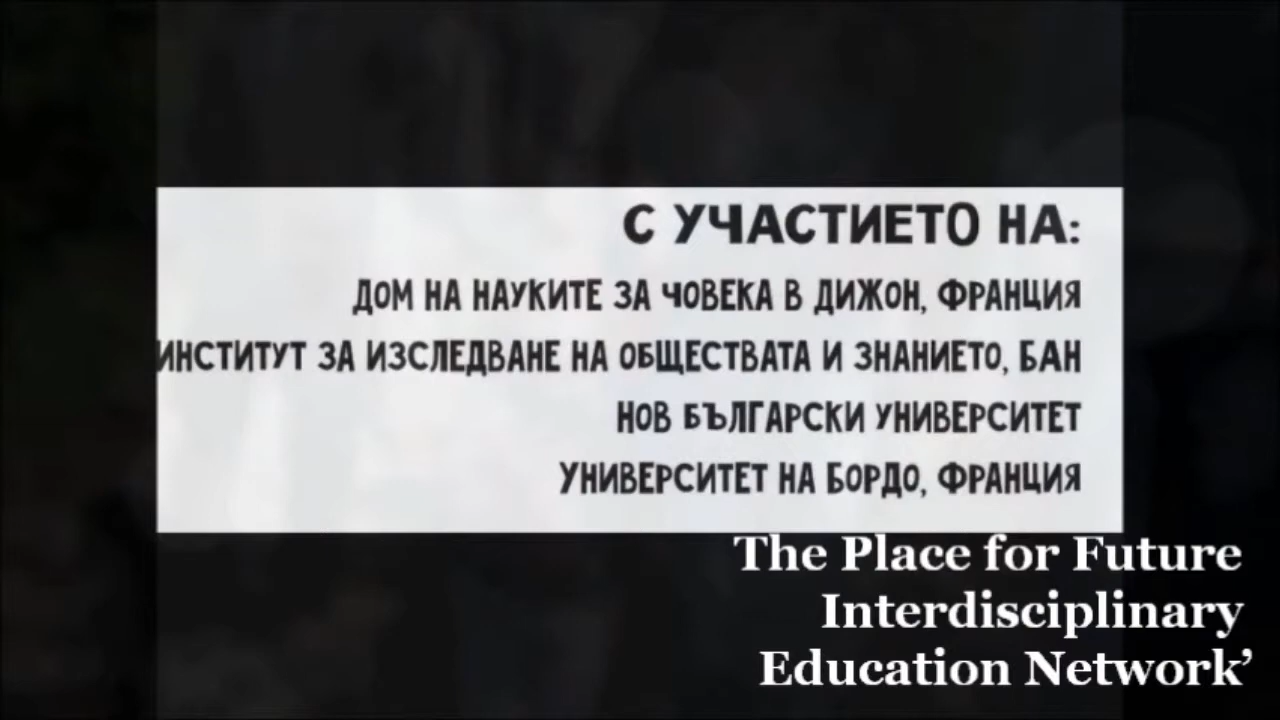 С УЧАСТИЕТО НА:
ДОМ НА НАУКИТЕ ЗА ЧОВЕКА В ДИЖОН, ФРАНЦИЯ
ИНСТИТУТ ЗА ИЗСЛЕДВАНЕ НА ОБЩЕСТВАТА И ЗНАНИЕТО, БАН
НОВ БЪЛГАРСКИ УНИВЕРСИТЕТ
УНИВЕРСИТЕТ НА БОРДО, ФРАНЦИЯ
The Place for Future
Interdisciplinary
Education Network’